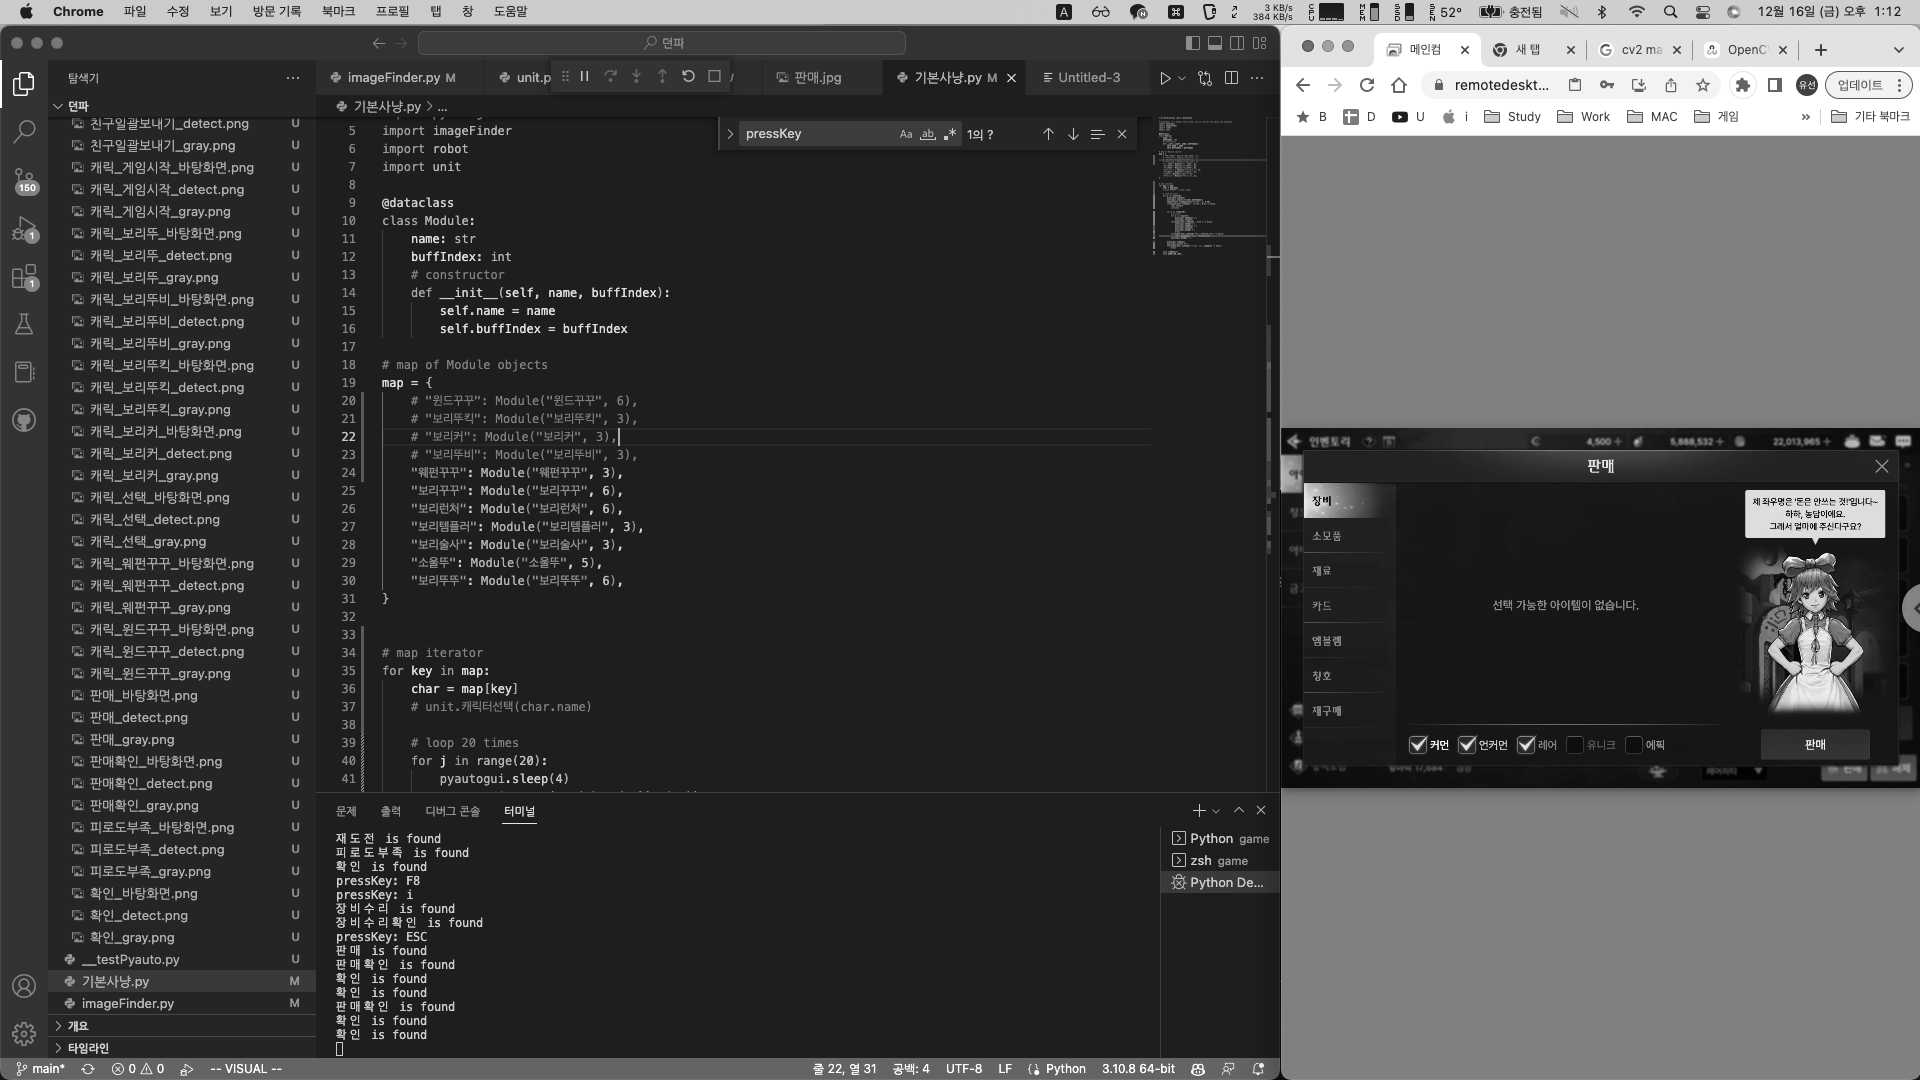 Chrome 파일 수정 보기 방문 기록 북마크 프로필 탭 창 도움말
3 KB/s
384 KB/s
52° 충전됨 12월 16일 (금) 오후 1:12
던파
탐색기
던파
친구일괄보내기_detect.png U
친구일괄보내기_gray.png U
캐릭_게임시작_바탕화면.png U
캐릭_게임시작_detect.png U
캐릭_게임시작_gray.png U
캐릭_보리뚜_바탕화면.png U
캐릭_보리뚜_detect.png U
캐릭_보리뚜_gray.png U
캐릭_보리뚜비_바탕화면.png U
캐릭_보리뚜비_detect.png U
캐릭_보리뚜비_gray.png U
캐릭_보리뚜킥_바탕화면.png U
캐릭_보리뚜킥_detect.png U
캐릭_보리뚜킥_gray.png U
캐릭_보리커_바탕화면.png U
캐릭_보리커_detect.png U
캐릭_보리커_gray.png U
캐릭_선택_바탕화면.png U
캐릭_선택_detect.png U
캐릭_선택_gray.png U
캐릭_웨펀꾸꾸_바탕화면.png U
캐릭_웨펀꾸꾸_detect.png U
캐릭_웨펀꾸꾸_gray.png U
캐릭_윈드꾸꾸_바탕화면.png U
캐릭_윈드꾸꾸_detect.png U
캐릭_윈드꾸꾸_gray.png U
판매_바탕화면.png U
판매_detect.png U
판매_gray.png U
판매확인_바탕화면.png U
판매확인_detect.png U
판매확인_gray.png U
피로도부족_바탕화면.png U
피로도부족_detect.png U
피로도부족_gray.png U
확인_바탕화면.png U
확인_detect.png U
확인_gray.png U
__testPyauto.py U
기본사냥.py M
imageFinder.py M
개요
타임라인
150
1
1
imageFinder.py M
unit.p
판매.jpg
기본사냥.py M
Untitled-3
기본사냥.py > ...
pressKey Aa ab 1의 ?
5 import imageFinder
6 import robot
7 import unit
8
9 @dataclass
10 class Module:
11 name: str
12 buffIndex: int
13 # constructor
14 def __init__(self, name, buffIndex):
15 self.name = name
16 self.buffIndex = buffIndex
17
18 # map of Module objects
19 map = {
20 # "윈드꾸꾸": Module("윈드꾸꾸", 6),
21 # "보리뚜킥": Module("보리뚜킥", 3),
22 # "보리커": Module("보리커", 3),
23 # "보리뚜비": Module("보리뚜비", 3),
24 "웨펀꾸꾸": Module("웨펀꾸꾸", 3),
25 "보리꾸꾸": Module("보리꾸꾸", 6),
26 "보리런처": Module("보리런처", 6),
27 "보리템플러": Module("보리템플러", 3),
28 "보리술사": Module("보리술사", 3),
29 "소울뚜": Module("소울뚜", 5),
30 "보리뚜뚜": Module("보리뚜뚜", 6),
31 }
32
33
34 # map iterator
35 for key in map:
36 char = map[key]
37 # unit.캐릭터선택(char.name)
38
39 # loop 20 times
40 for j in range(20):
41 pyautogui.sleep(4)
문제 출력 디버그 콘솔 터미널
재도전 is found
피로도부족 is found
확인 is found
pressKey: F8
pressKey: i
장비수리 is found
장비수리확인 is found
pressKey: ESC
판매 is found
판매확인 is found
확인 is found
확인 is found
판매확인 is found
확인 is found
확인 is found
Python game
zsh game
Python De...
main* 0 0 -- VISUAL --
줄 22, 열 31 공백: 4 UTF-8 LF Python 3.10.8 64-bit
메인컴 새 탭 cv2 ma OpenC
remotedeskt... 유선 업데이트
B D U i Study Work MAC 게임 » 기타 북마크
인벤토리 4,500 + 5,888,532 + 22,013,965 +
판매
장비
소모품
재료
카드
엠블렘
칭호
재구매
제 좌우명은 '돈은 안쓰는 것!'입니다~
하하, 농담이에요.
그래서 얼마에 주신다구요?
선택 가능한 아이템이 없습니다.
커먼 언커먼 레어 유니크 에픽
판매